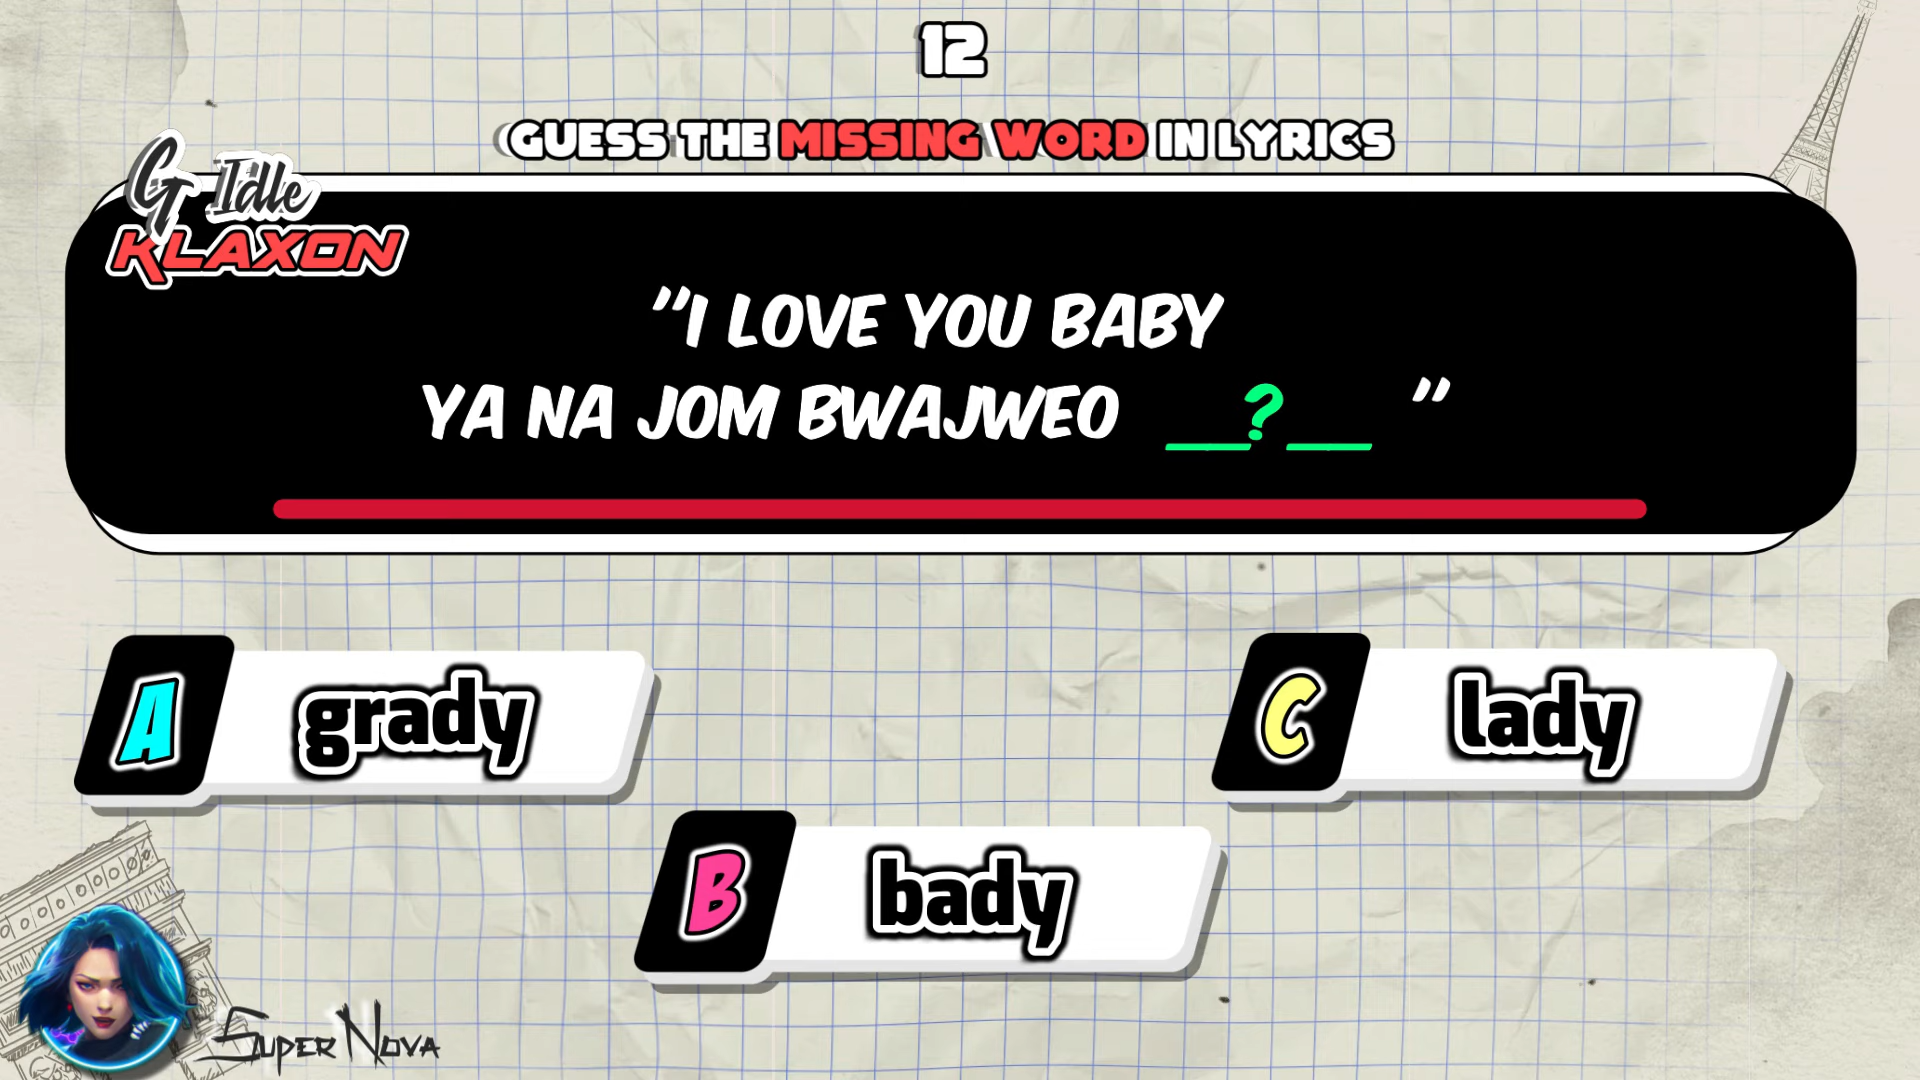 12
GUESS THE MISSING WORD IN LYRICS
G Idle
KLAXON
"I LOVE YOU BABY
YA NA JOM BWAJWEO __?__ "
A grady
C lady
B bady
SUPER NOVA